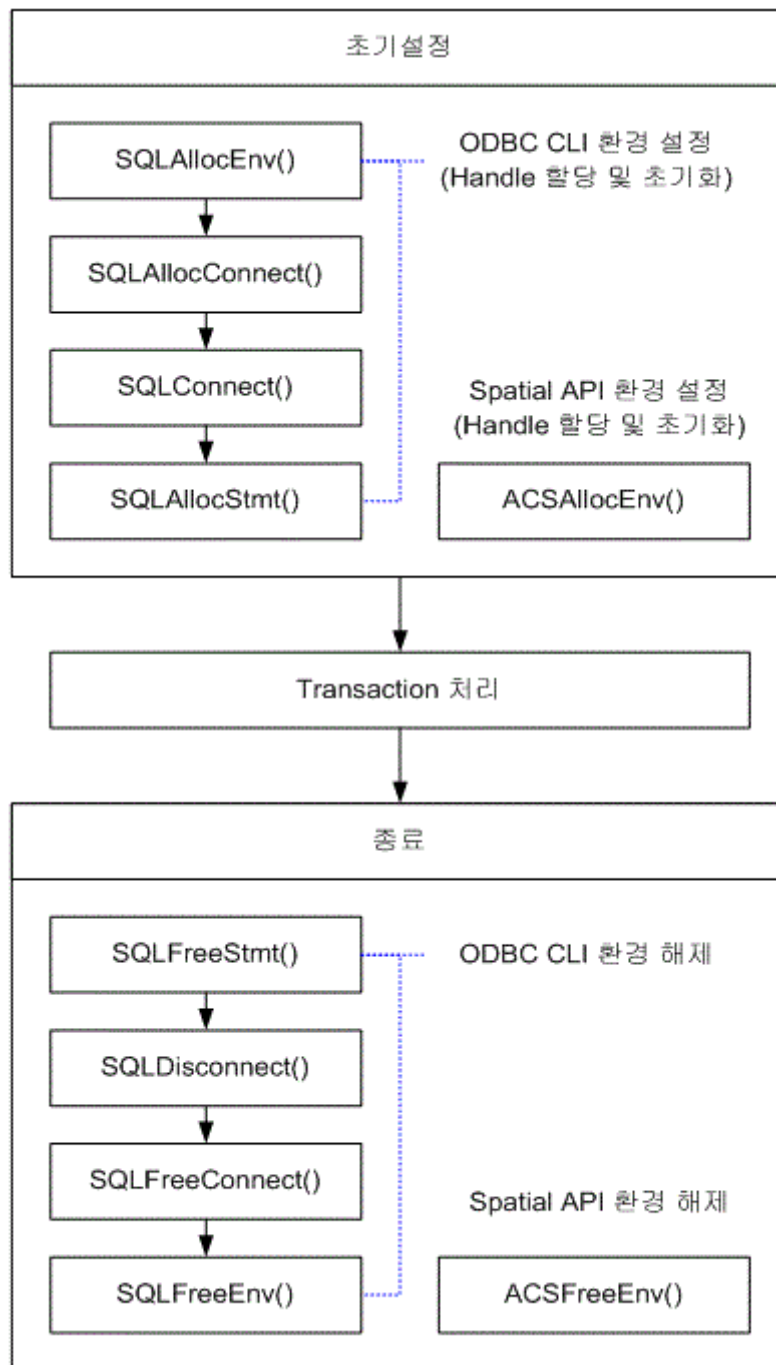 초기설정
SQLAllocEnv()
ODBC CLI 환경 설정
(Handle 할당 및 초기화)
SQLAllocConnect()
SQLConnect()
Spatial API 환경 설정
(Handle 할당 및 초기화)
SQLAllocStmt()
ACSAllocEnv()
Transaction 처리
종료
SQLFreeStmt()
ODBC CLI 환경 해제
SQLDisconnect()
SQLFreeConnect()
Spatial API 환경 해제
SQLFreeEnv()
ACSFreeEnv()